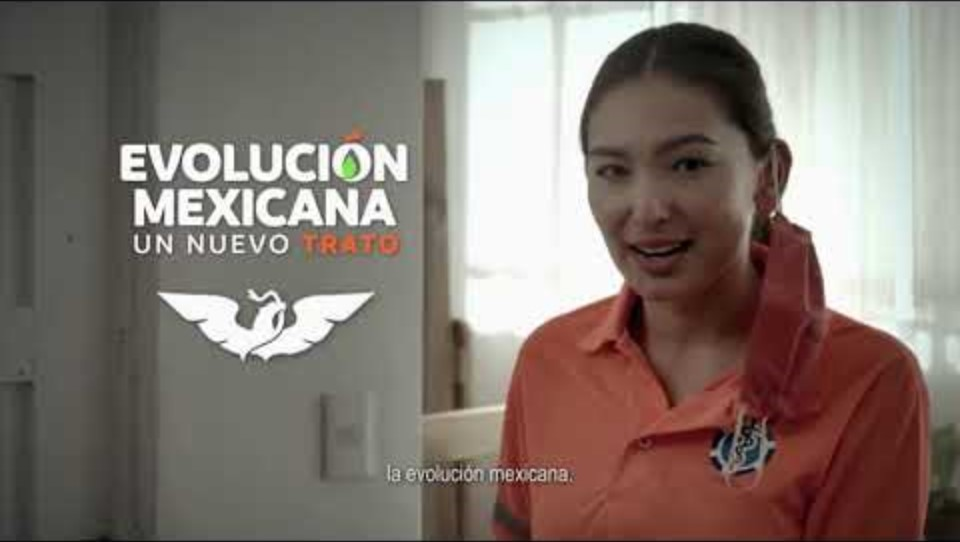 EVOLUCIÓN
MEXICANA
UN NUEVO TRATO
la evolución mexicana.